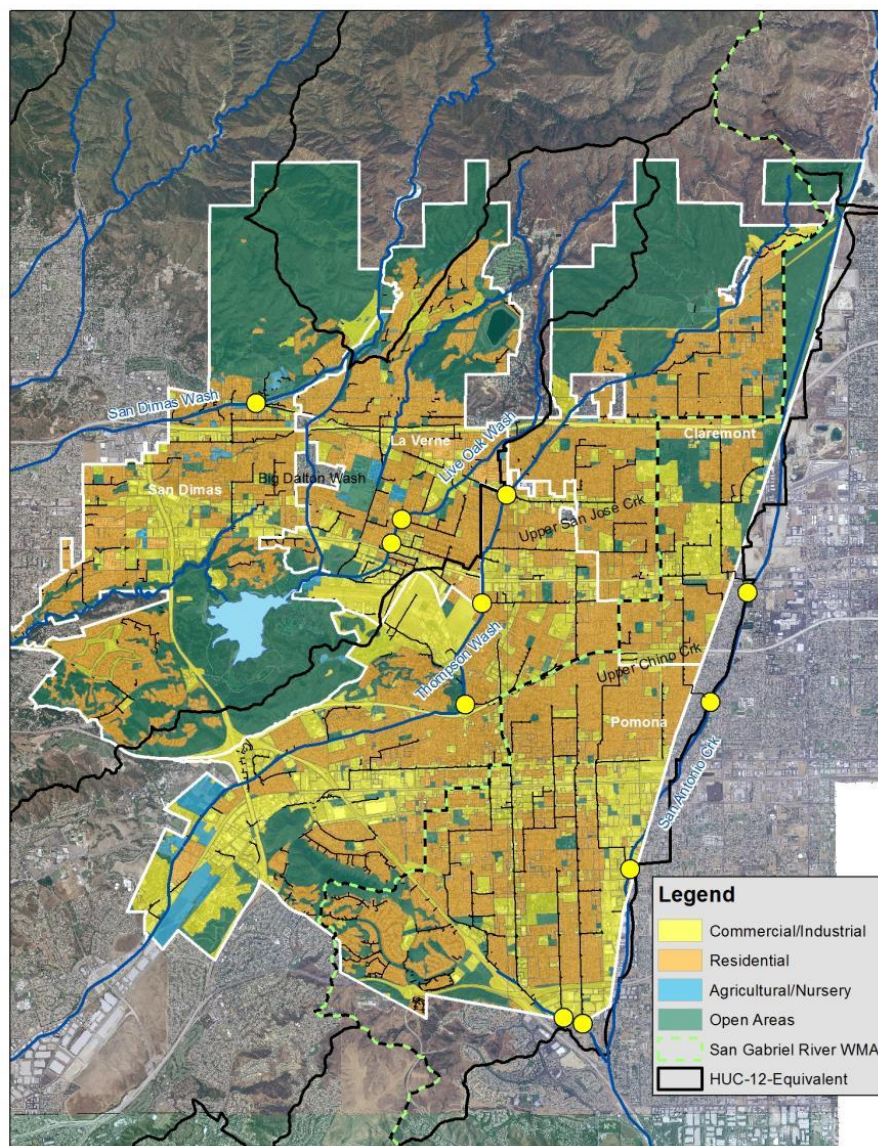 San Dimas Wash
La Verne
Live Oak Wash
Claremont
San Dimas
Big Dalton Wash
Upper San Jose Crk
Thompson Wash
Upper Chino Crk
Pomona
San Antonio Crk
Legend
Commercial/Industrial
Residential
Agricultural/Nursery
Open Areas
San Gabriel River WMA
HUC-12-Equivalent